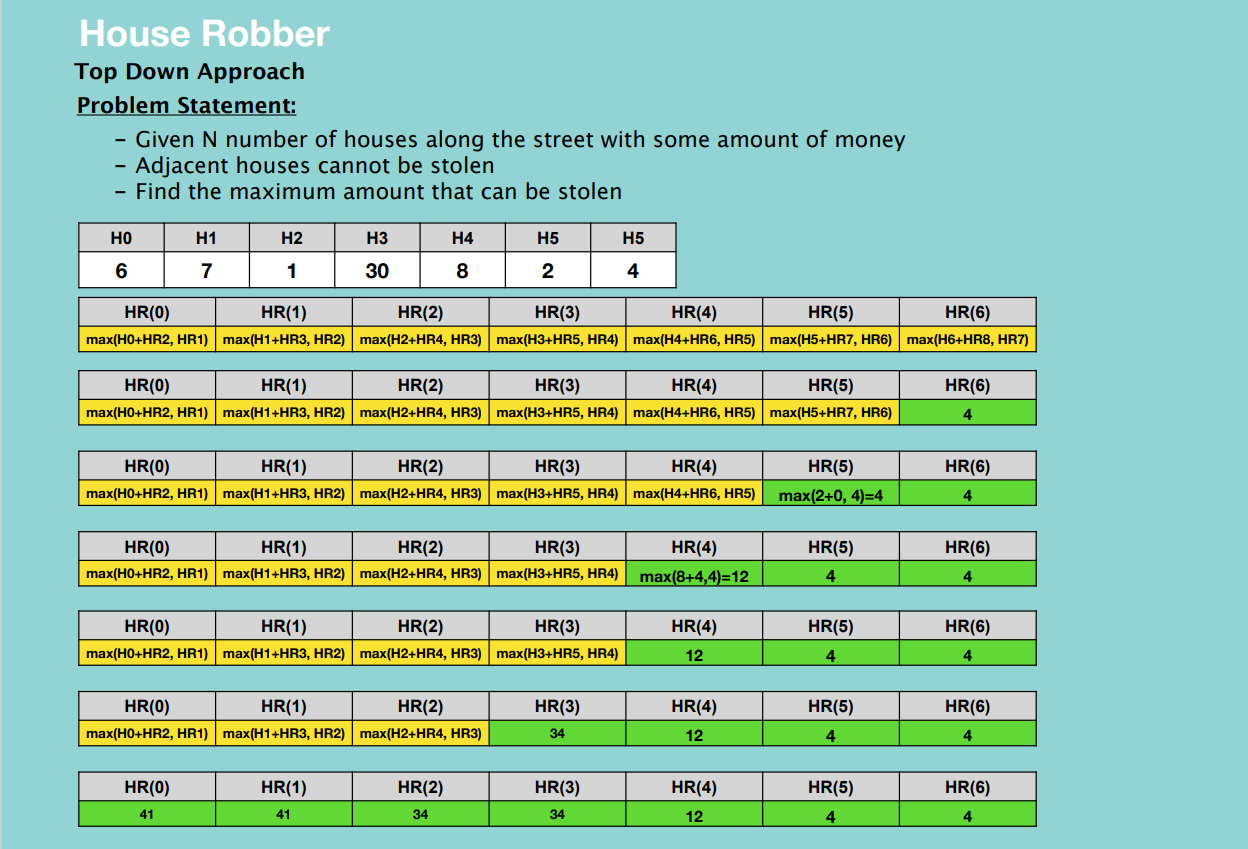 House Robber
Top Down Approach
Problem Statement:
– Given N number of houses along the street with some amount of money
– Adjacent houses cannot be stolen
– Find the maximum amount that can be stolen
H0 H1 H2 H3 H4 H5 H5
6 7 1 30 8 2 4
HR(0) HR(1) HR(2) HR(3) HR(4) HR(5) HR(6)
max(H0+HR2, HR1) max(H1+HR3, HR2) max(H2+HR4, HR3) max(H3+HR5, HR4) max(H4+HR6, HR5) max(H5+HR7, HR6) max(H6+HR8, HR7)
HR(0) HR(1) HR(2) HR(3) HR(4) HR(5) HR(6)
max(H0+HR2, HR1) max(H1+HR3, HR2) max(H2+HR4, HR3) max(H3+HR5, HR4) max(H4+HR6, HR5) max(H5+HR7, HR6) 4
HR(0) HR(1) HR(2) HR(3) HR(4) HR(5) HR(6)
max(H0+HR2, HR1) max(H1+HR3, HR2) max(H2+HR4, HR3) max(H3+HR5, HR4) max(H4+HR6, HR5) max(2+0, 4)=4 4
HR(0) HR(1) HR(2) HR(3) HR(4) HR(5) HR(6)
max(H0+HR2, HR1) max(H1+HR3, HR2) max(H2+HR4, HR3) max(H3+HR5, HR4) max(8+4,4)=12 4 4
HR(0) HR(1) HR(2) HR(3) HR(4) HR(5) HR(6)
max(H0+HR2, HR1) max(H1+HR3, HR2) max(H2+HR4, HR3) max(H3+HR5, HR4) 12 4 4
HR(0) HR(1) HR(2) HR(3) HR(4) HR(5) HR(6)
max(H0+HR2, HR1) max(H1+HR3, HR2) max(H2+HR4, HR3) 34 12 4 4
HR(0) HR(1) HR(2) HR(3) HR(4) HR(5) HR(6)
41 41 34 34 12 4 4